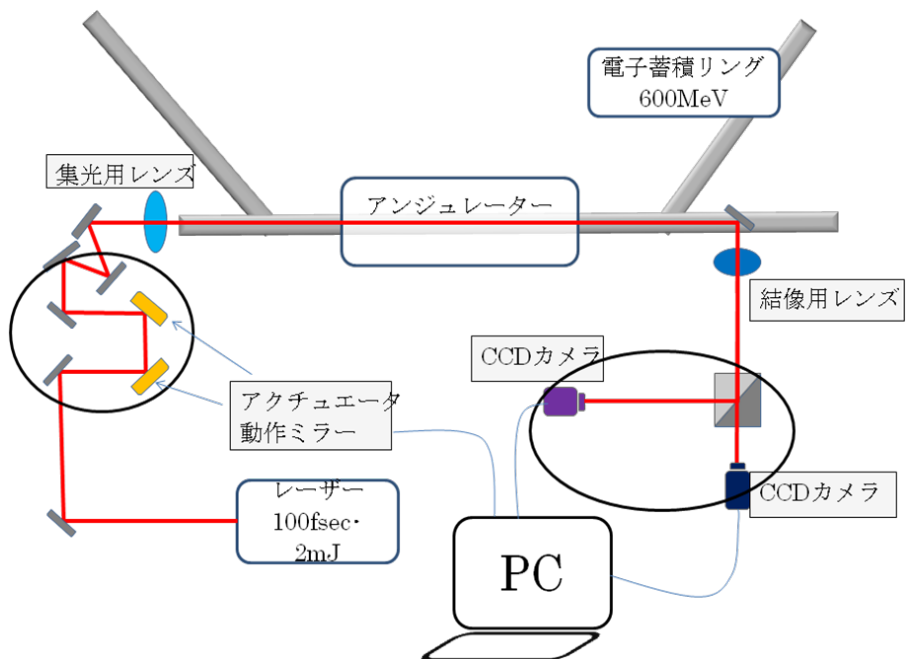 電子蓄積リング
600MeV
集光用レンズ
アンジュレーター
結像用レンズ
CCDカメラ
アクチュエータ
動作ミラー
CCDカメラ
レーザー
100fsec・
2mJ
PC